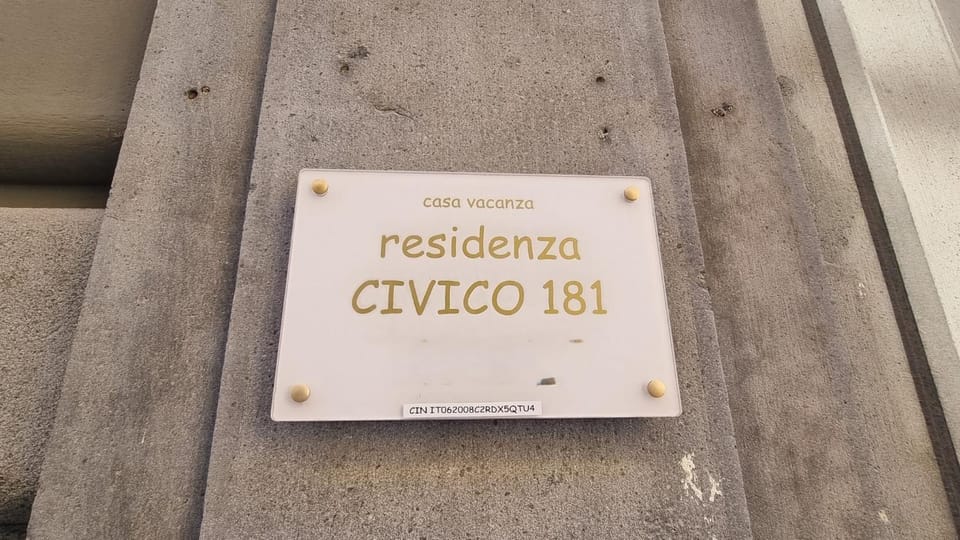 casa vacanza
residenza
CIVICO 181
CIN IT062008C2RDX5QTU4